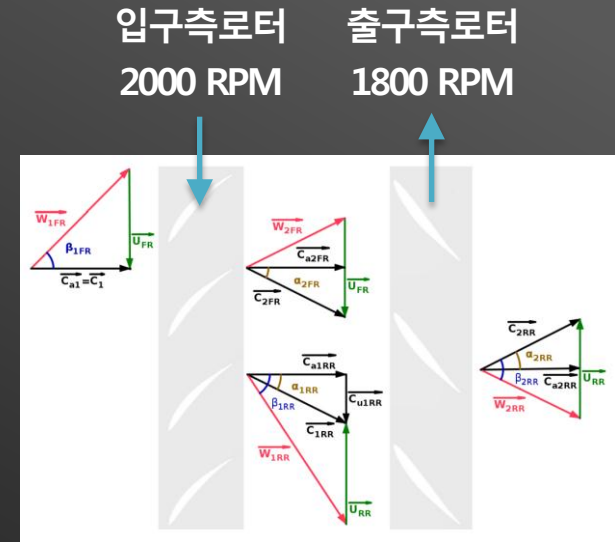 입구측로터 출구측로터
2000 RPM 1800 RPM
W1FR
β1FR
UFR
Ca1=C1
W2FR
Ca2FR
α2FR
UFR
C2FR
Ca1RR
α1RR
β1RR
Cu1RR
C1RR
W1RR
URR
C2RR
α2RR
β2RR
Ca2RR
URR
W2RR